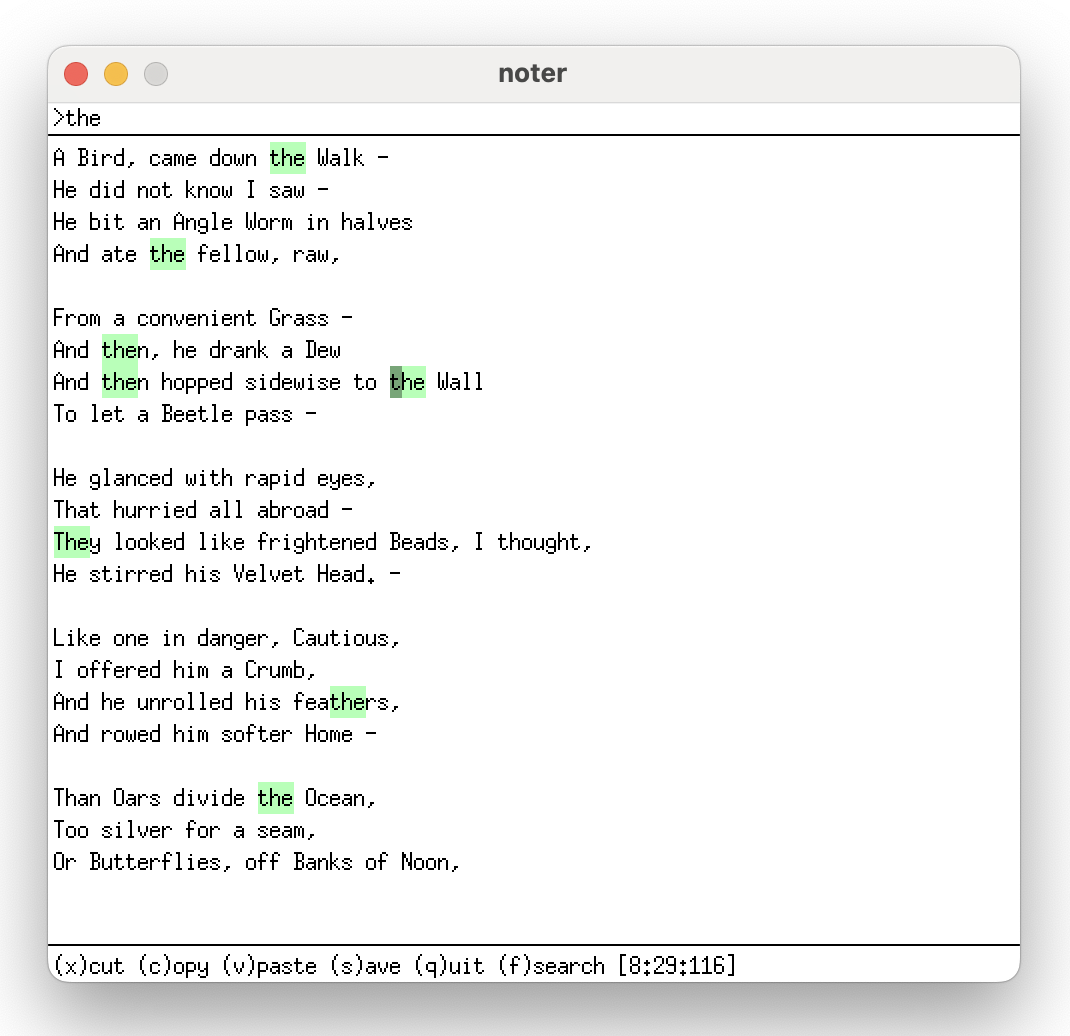 noter
>the
A Bird, came down the Walk -
He did not know I saw -
He bit an Angle Worm in halves
And ate the fellow, raw,
From a convenient Grass -
And then, he drank a Dew
And then hopped sidewise to the Wall
To let a Beetle pass -
He glanced with rapid eyes,
That hurried all abroad -
They looked like frightened Beads, I thought,
He stirred his Velvet Head. -
Like one in danger, Cautious,
I offered him a Crumb,
And he unrolled his feathers,
And rowed him softer Home -
Than Oars divide the Ocean,
Too silver for a seam,
Or Butterflies, off Banks of Noon,
(x)cut (c)opy (v)paste (s)ave (q)uit (f)search [8:29:116]